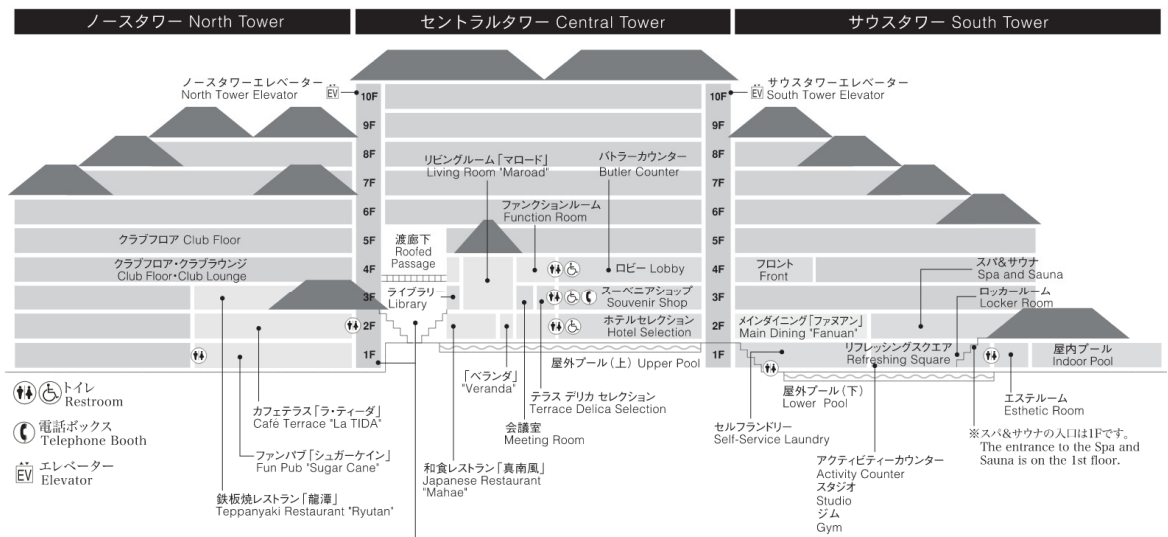 ノースタワー North Tower
セントラルタワー Central Tower
サウスタワー South Tower
ノースタワーエレベーター
North Tower Elevator
EV
10F
9F
8F
7F
6F
5F
4F
3F
2F
1F
10F
9F
8F
7F
6F
5F
4F
3F
2F
1F
EV
サウスタワーエレベーター
South Tower Elevator
リビングルーム「マロード」
Living Room "Maroad"
バトラーカウンター
Butler Counter
ファンクションルーム
Function Room
クラブフロア Club Floor
クラブフロア・クラブラウンジ
Club Floor・Club Lounge
渡廊下
Roofed
Passage
ライブラリ
Library
ロビー Lobby
スーベニアショップ
Souvenir Shop
ホテルセレクション
Hotel Selection
フロント
Front
スパ&サウナ
Spa and Sauna
ロッカールーム
Locker Room
メインダイニング「ファヌアン」
Main Dining "Fanuan"
リフレッシングスクエア
Refreshing Square
屋内プール
Indoor Pool
屋外プール(上) Upper Pool
屋外プール(下)
Lower Pool
「ベランダ」
"Veranda"
テラス デリカ セレクション
Terrace Delica Selection
会議室
Meeting Room
和食レストラン「真南風」
Japanese Restaurant
"Mahae"
セルフランドリー
Self-Service Laundry
エステルーム
Esthetic Room
※スパ&サウナの入口は1Fです。
The entrance to the Spa and
Sauna is on the 1st floor.
アクティビティーカウンター
Activity Counter
スタジオ
Studio
ジム
Gym
カフェテラス「ラ・ティーダ」
Café Terrace "La TIDA"
ファンパブ「シュガーケイン」
Fun Pub "Sugar Cane"
鉄板焼レストラン「龍潭」
Teppanyaki Restaurant "Ryutan"
トイレ
Restroom
電話ボックス
Telephone Booth
EV
エレベーター
Elevator